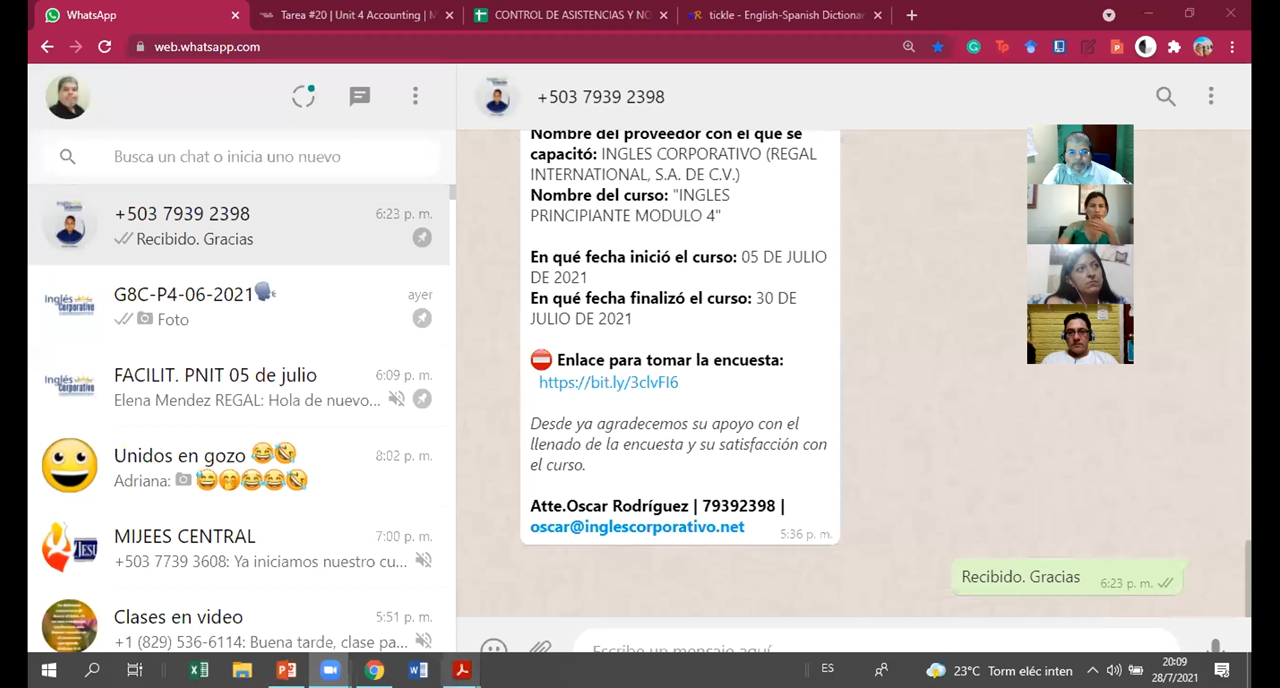 WhatsApp
Tarea #20 | Unit 4 Accounting | M
CONTROL DE ASISTENCIAS Y NO
tickle - English-Spanish Dictionar
web.whatsapp.com
+503 7939 2398
Busca un chat o inicia uno nuevo
+503 7939 2398
6:23 p. m.
Recibido. Gracias
G8C-P4-06-2021🗣
ayer
Foto
FACILIT. PNIT 05 de julio
6:09 p. m.
Elena Mendez REGAL: Hola de nuevo...
Unidos en gozo 😂🤣
8:02 p. m.
Adriana: 😅🤭😂😂🤣
MIJEES CENTRAL
7:00 p. m.
+503 7739 3608: Ya iniciamos nuestro cu...
Clases en video
5:51 p. m.
+1 (829) 536-6114: Buena tarde, clase pa...
Nombre del proveedor con el que se
capacitó: INGLES CORPORATIVO (REGAL
INTERNATIONAL, S.A. DE C.V.)
Nombre del curso: "INGLES
PRINCIPIANTE MODULO 4"
En qué fecha inició el curso: 05 DE JULIO
DE 2021
En qué fecha finalizó el curso: 30 DE
JULIO DE 2021
⛔ Enlace para tomar la encuesta:
https://bit.ly/3clvFI6
Desde ya agradecemos su apoyo con el
llenado de la encuesta y su satisfacción con
el curso.
Atte.Oscar Rodríguez | 79392398 |
oscar@inglescorporativo.net
5:36 p. m.
Recibido. Gracias
6:23 p. m.
Escribe un mensaje aquí
Inglés
Corporativo
Inglés
Corporativo
ES
23°C Torm eléc inten
20:09
28/7/2021